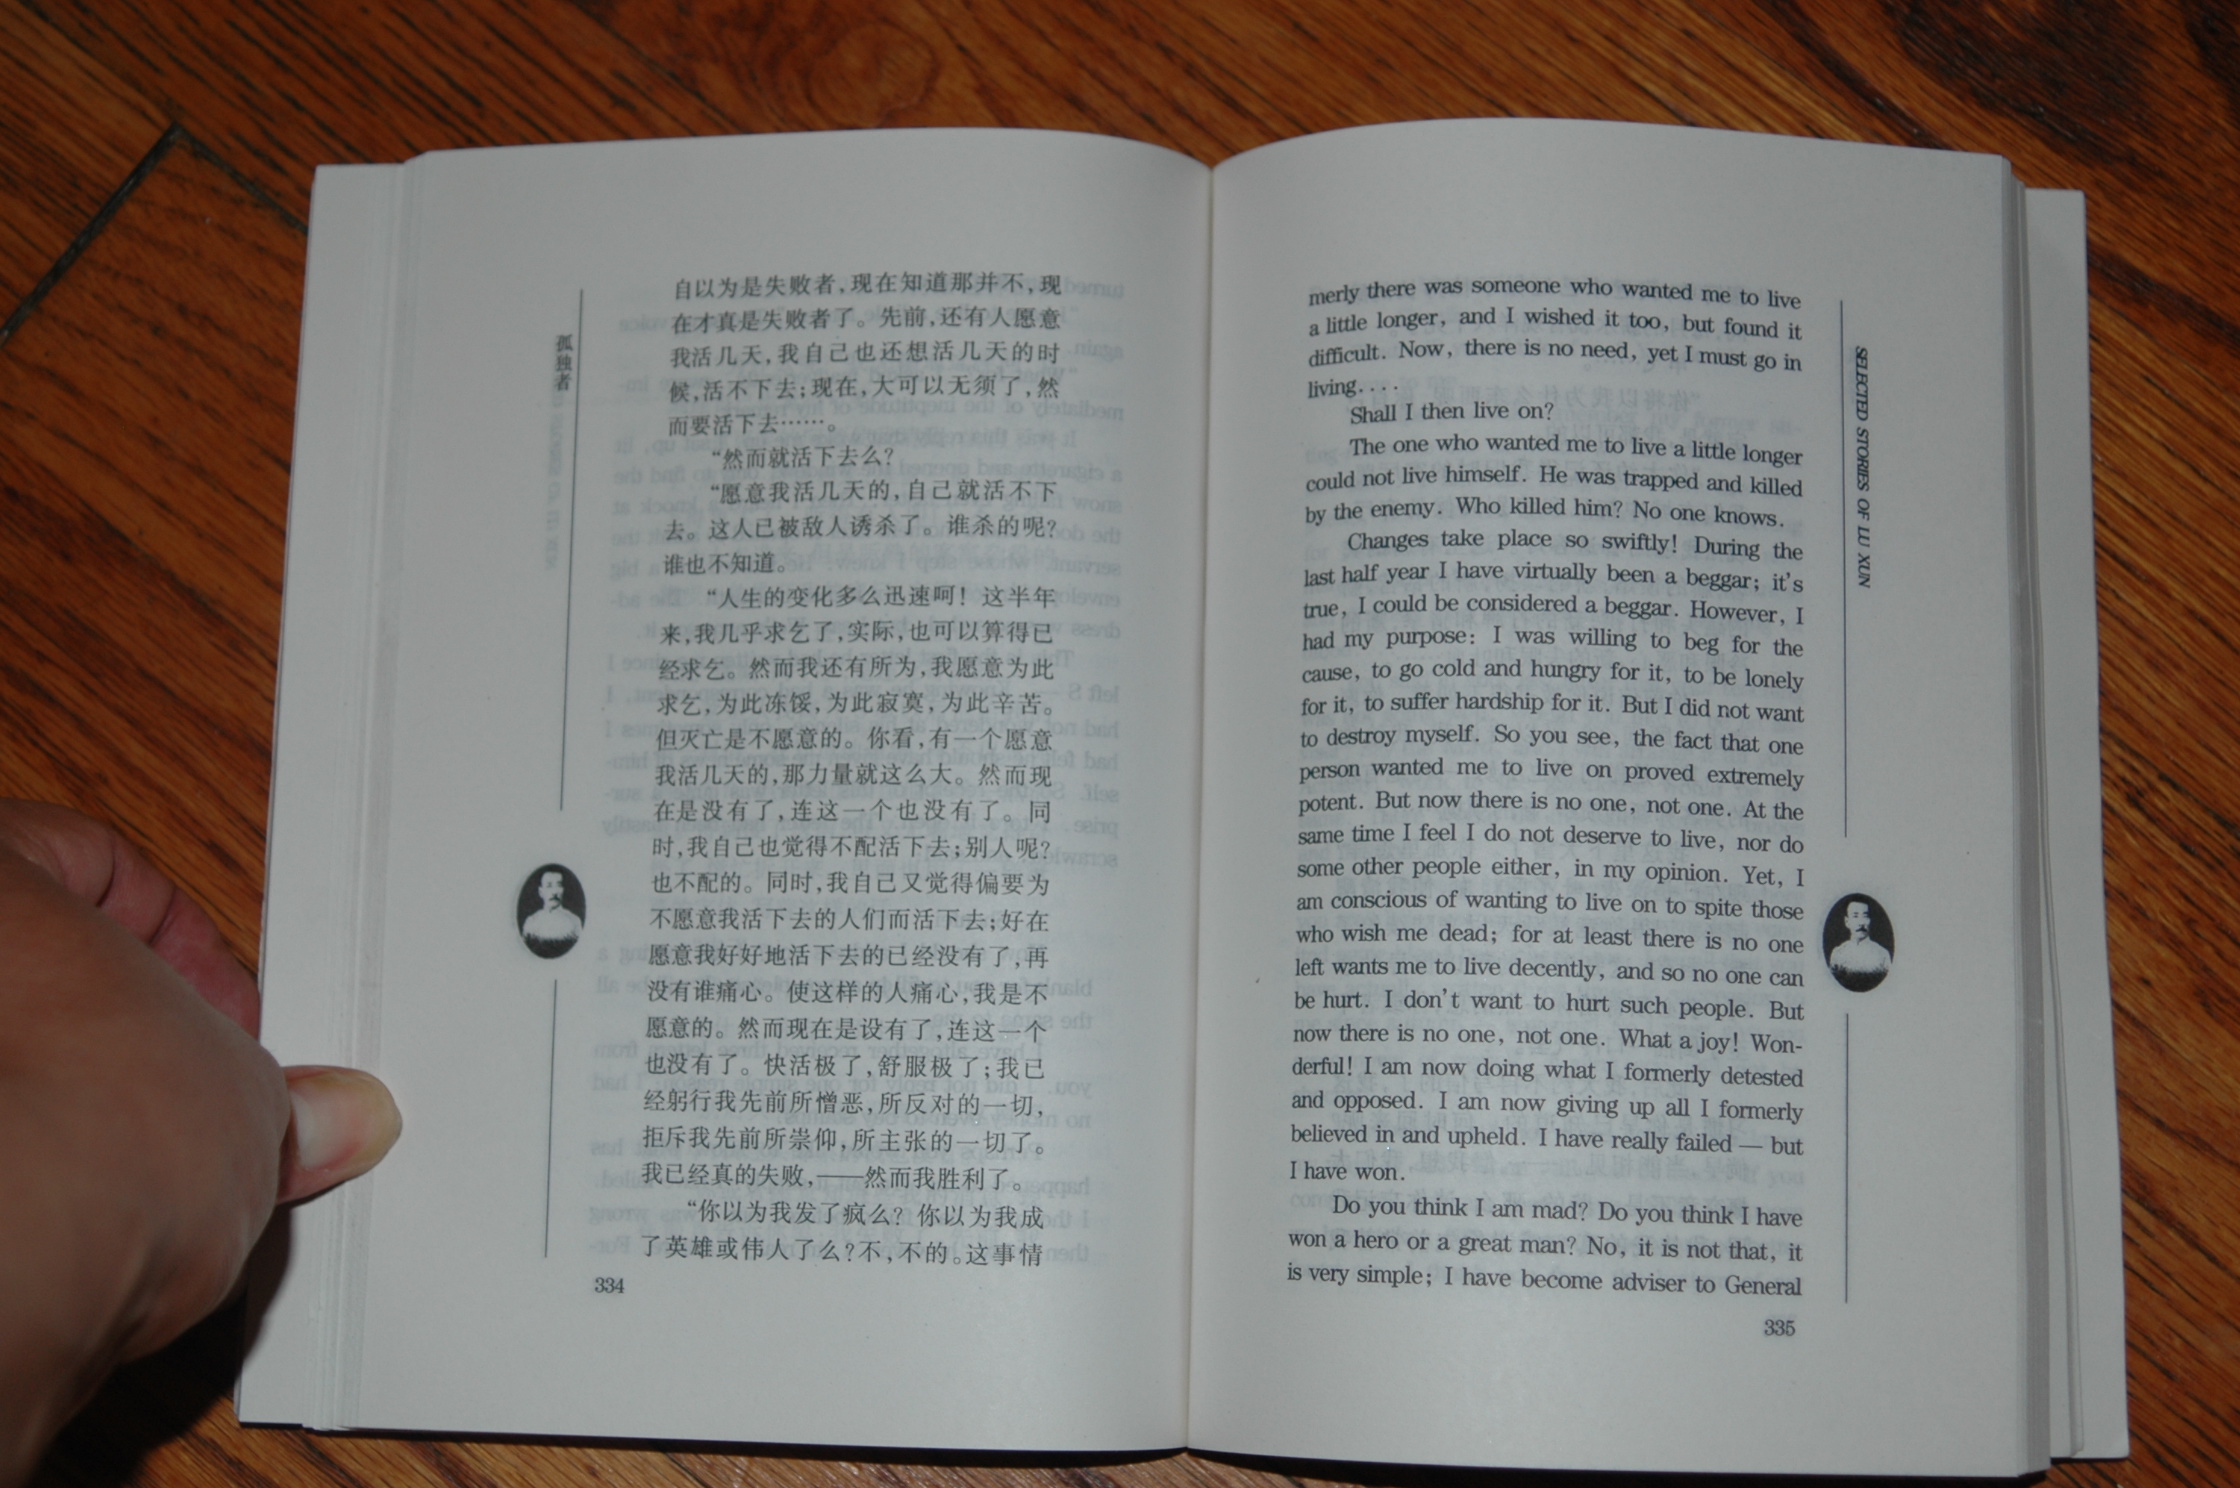 孤独者
自以为是失败者,现在知道那并不,现
在才真是失败者了。先前,还有人愿意
我活几天,我自己也还想活几天的时
候,活不下去;现在,大可以无须了,然
而要活下去……。
“然而就活下去么?
“愿意我活几天的,自己就活不下
去。这人已被敌人诱杀了。谁杀的呢?
谁也不知道。
“人生的变化多么迅速呵!这半年
来,我几乎求乞了,实际,也可以算得已
经求乞。然而我还有所为,我愿意为此
求乞,为此冻馁,为此寂寞,为此辛苦。
但灭亡是不愿意的。你看,有一个愿意
我活几天的,那力量就这么大。然而现
在是没有了,连这一个也没有了。同
时,我自己也觉得不配活下去;别人呢?
也不配的。同时,我自己又觉得偏要为
不愿意我活下去的人们而活下去;好在
愿意我好好地活下去的已经没有了,再
没有谁痛心。使这样的人痛心,我是不
愿意的。然而现在是设有了,连这一个
也没有了。快活极了,舒服极了;我已
经躬行我先前所憎恶,所反对的一切,
拒斥我先前所崇仰,所主张的一切了。
我已经真的失败,——然而我胜利了。
“你以为我发了疯么?你以为我成
了英雄或伟人了么?不,不的。这事情
334
merly there was someone who wanted me to live
a little longer, and I wished it too, but found it
difficult. Now, there is no need, yet I must go in
living....
Shall I then live on?
The one who wanted me to live a little longer
could not live himself. He was trapped and killed
by the enemy. Who killed him? No one knows.
Changes take place so swiftly! During the
last half year I have virtually been a beggar; it's
true, I could be considered a beggar. However, I
had my purpose: I was willing to beg for the
cause, to go cold and hungry for it, to be lonely
for it, to suffer hardship for it. But I did not want
to destroy myself. So you see, the fact that one
person wanted me to live on proved extremely
potent. But now there is no one, not one. At the
same time I feel I do not deserve to live, nor do
some other people either, in my opinion. Yet, I
am conscious of wanting to live on to spite those
who wish me dead; for at least there is no one
left wants me to live decently, and so no one can
be hurt. I don't want to hurt such people. But
now there is no one, not one. What a joy! Won-
derful! I am now doing what I formerly detested
and opposed. I am now giving up all I formerly
believed in and upheld. I have really failed — but
I have won.
Do you think I am mad? Do you think I have
won a hero or a great man? No, it is not that, it
is very simple; I have become adviser to General
335
SELECTED STORIES OF LU XUN